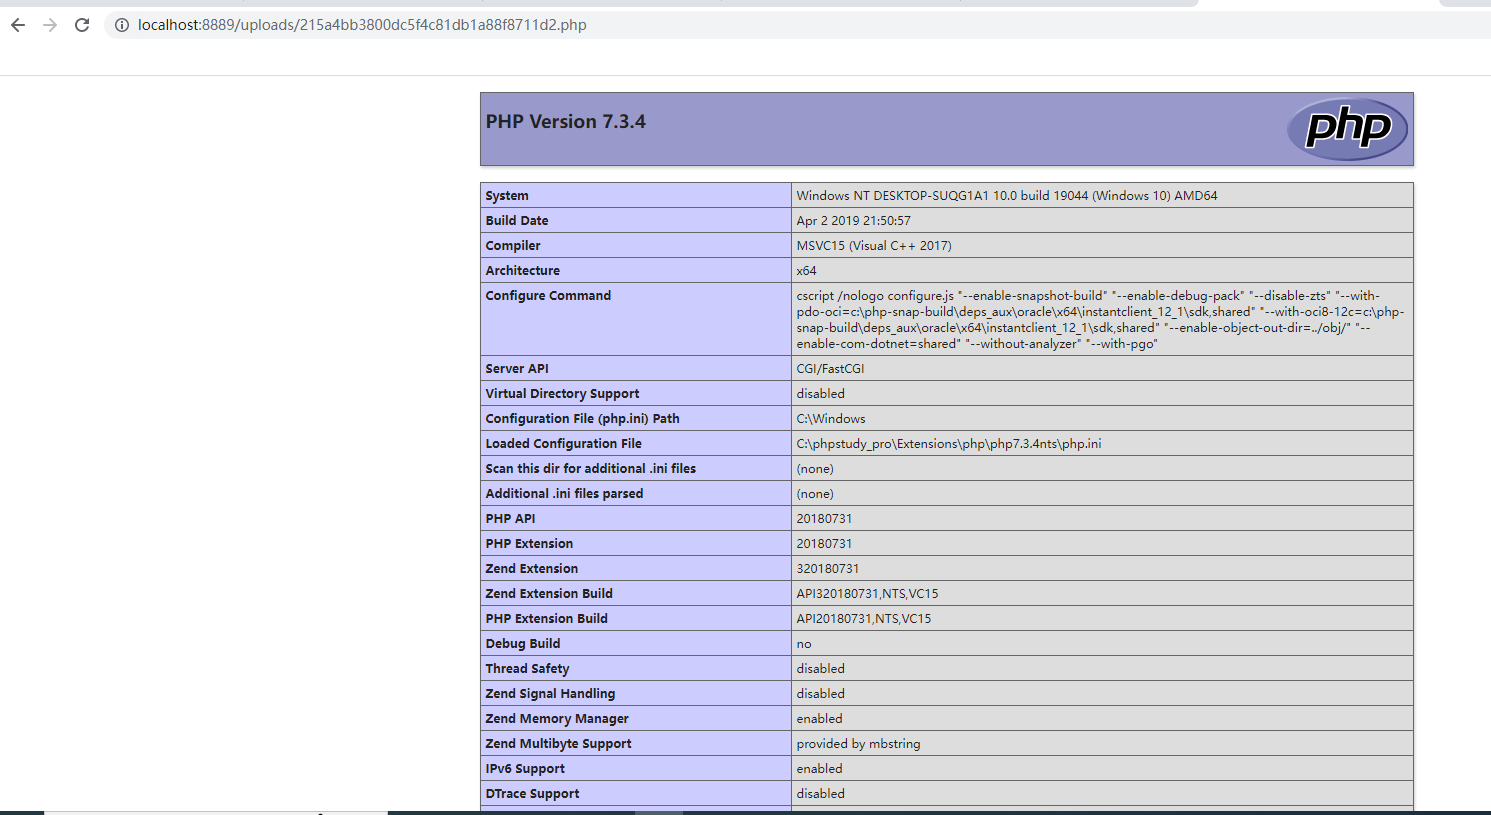 localhost:8889/uploads/215a4bb3800dc5f4c81db1a88f8711d2.php
PHP Version 7.3.4
php
System Windows NT DESKTOP-SUQG1A1 10.0 build 19044 (Windows 10) AMD64
Build Date Apr 2 2019 21:50:57
Compiler MSVC15 (Visual C++ 2017)
Architecture x64
Configure Command cscript /nologo configure.js "--enable-snapshot-build" "--enable-debug-pack" "--disable-zts" "--with-
pdo-oci=c:\php-snap-build\deps_aux\oracle\x64\instantclient_12_1\sdk,shared" "--with-oci8-12c=c:\php-
snap-build\deps_aux\oracle\x64\instantclient_12_1\sdk,shared" "--enable-object-out-dir=../obj/" "--
enable-com-dotnet=shared" "--without-analyzer" "--with-pgo"
Server API CGI/FastCGI
Virtual Directory Support disabled
Configuration File (php.ini) Path C:\Windows
Loaded Configuration File C:\phpstudy_pro\Extensions\php\php7.3.4nts\php.ini
Scan this dir for additional .ini files (none)
Additional .ini files parsed (none)
PHP API 20180731
PHP Extension 20180731
Zend Extension 320180731
Zend Extension Build API320180731,NTS,VC15
PHP Extension Build API20180731,NTS,VC15
Debug Build no
Thread Safety disabled
Zend Signal Handling disabled
Zend Memory Manager enabled
Zend Multibyte Support provided by mbstring
IPv6 Support enabled
DTrace Support disabled